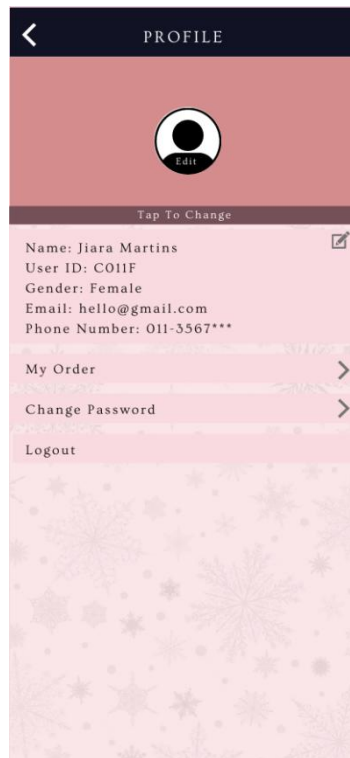 PROFILE
Edit
Tap To Change
Name: Jiara Martins
User ID: C011F
Gender: Female
Email: hello@gmail.com
Phone Number: 011-3567***
My Order
Change Password
Logout